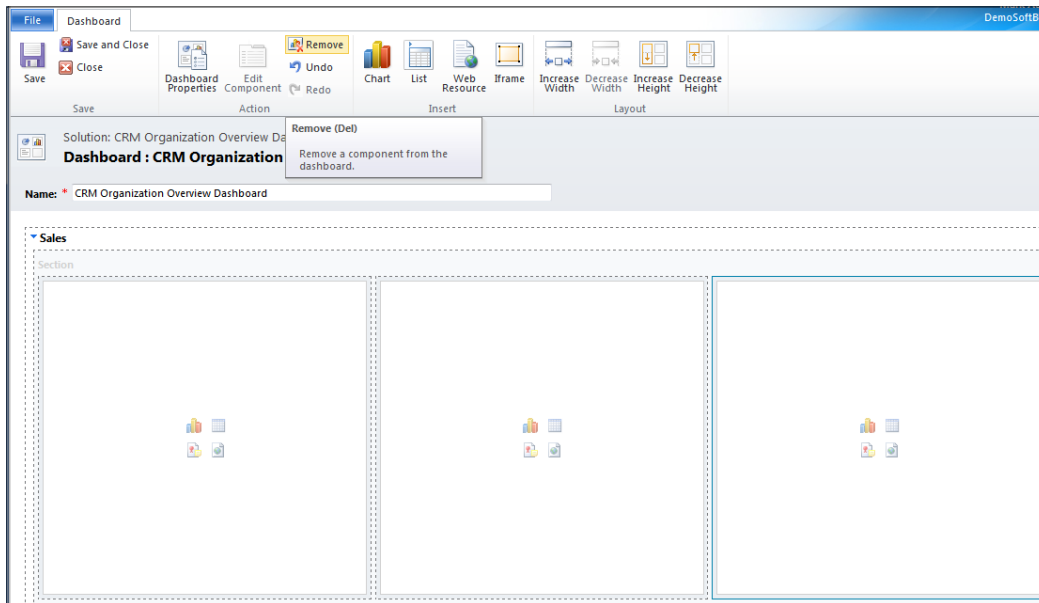 DemoSoftB
File Dashboard
Save
Save and Close
Close
Save
Dashboard Properties
Edit Component
Remove
Undo
Redo
Action
Chart
List
Web Resource
Iframe
Insert
Increase Width
Decrease Width
Increase Height
Decrease Height
Layout
Remove (Del)
Remove a component from the
dashboard.
Solution: CRM Organization Overview Da
Dashboard : CRM Organization
Name: * CRM Organization Overview Dashboard
Sales
Section